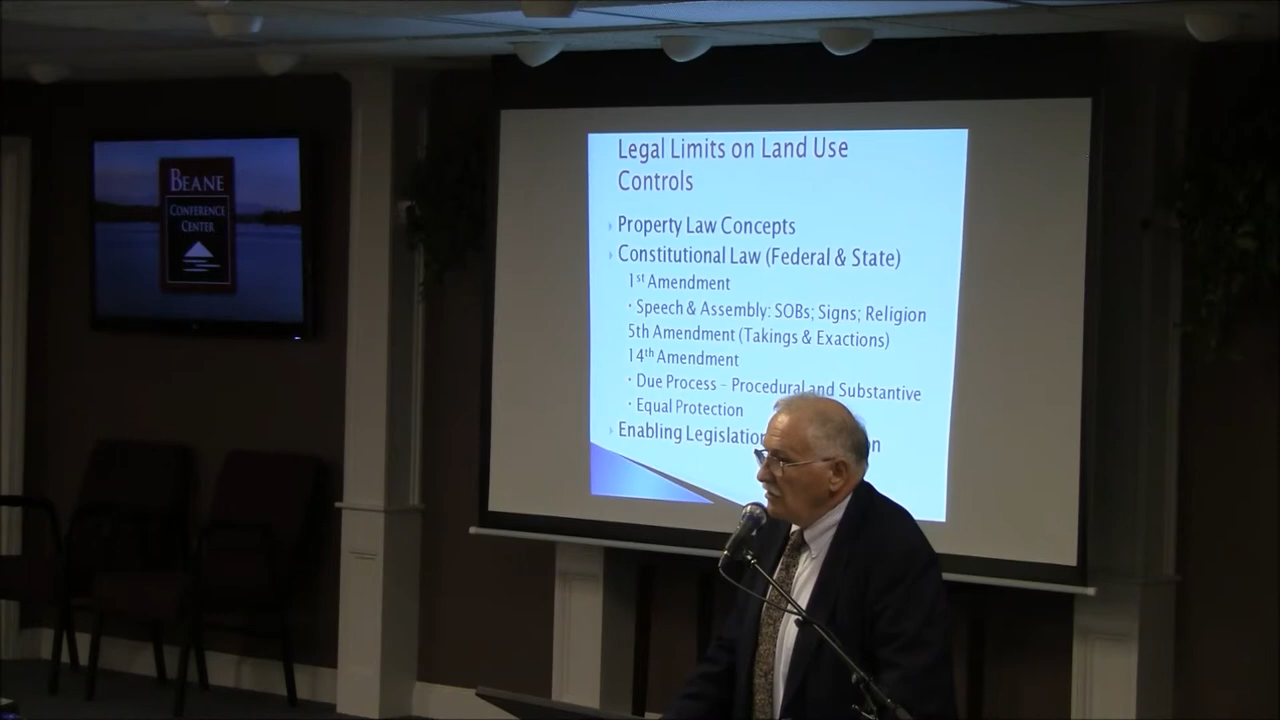 BEANE
CONFERENCE
CENTER
Legal Limits on Land Use
Controls
Property Law Concepts
Constitutional Law (Federal & State)
1st Amendment
• Speech & Assembly: SOBs; Signs; Religion
5th Amendment (Takings & Exactions)
14th Amendment
• Due Process – Procedural and Substantive
• Equal Protection
Enabling